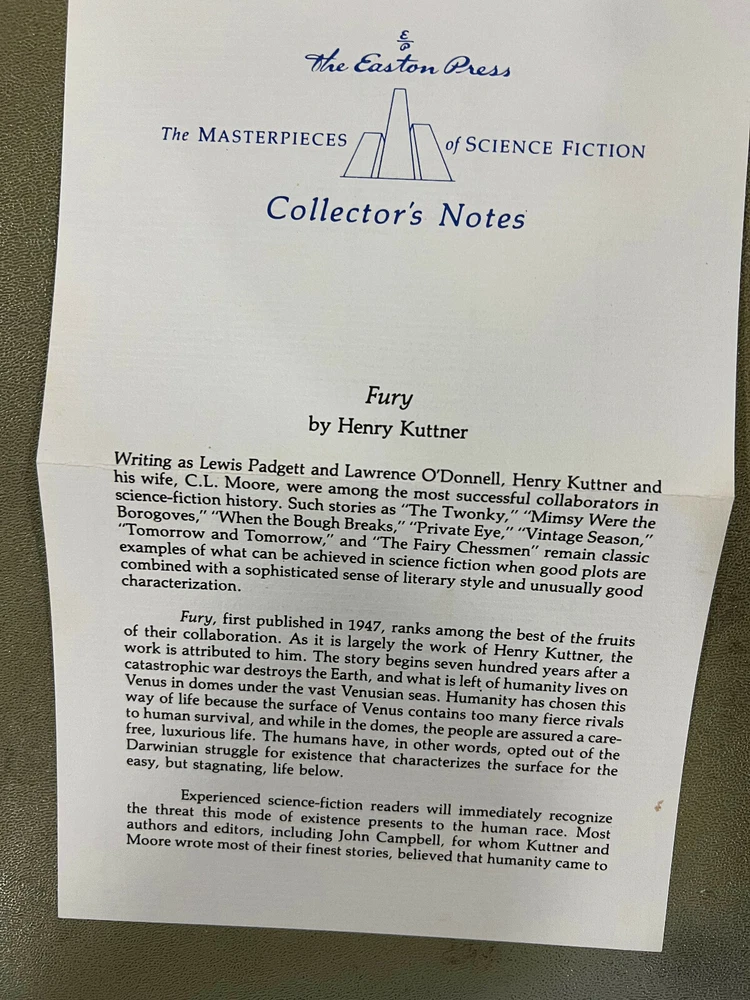 E
P
The Easton Press
The MASTERPIECES of SCIENCE FICTION
Collector's Notes
Fury
by Henry Kuttner
Writing as Lewis Padgett and Lawrence O'Donnell, Henry Kuttner and
his wife, C.L. Moore, were among the most successful collaborators in
science-fiction history. Such stories as "The Twonky," "Mimsy Were the
Borogoves," "When the Bough Breaks," "Private Eye," "Vintage Season,"
"Tomorrow and Tomorrow," and "The Fairy Chessmen" remain classic
examples of what can be achieved in science fiction when good plots are
combined with a sophisticated sense of literary style and unusually good
characterization.
Fury, first published in 1947, ranks among the best of the fruits
of their collaboration. As it is largely the work of Henry Kuttner, the
work is attributed to him. The story begins seven hundred years after a
catastrophic war destroys the Earth, and what is left of humanity lives on
Venus in domes under the vast Venusian seas. Humanity has chosen this
way of life because the surface of Venus contains too many fierce rivals
to human survival, and while in the domes, the people are assured a care-
free, luxurious life. The humans have, in other words, opted out of the
Darwinian struggle for existence that characterizes the surface for the
easy, but stagnating, life below.
Experienced science-fiction readers will immediately recognize
the threat this mode of existence presents to the human race. Most
authors and editors, including John Campbell, for whom Kuttner and
Moore wrote most of their finest stories, believed that humanity came to